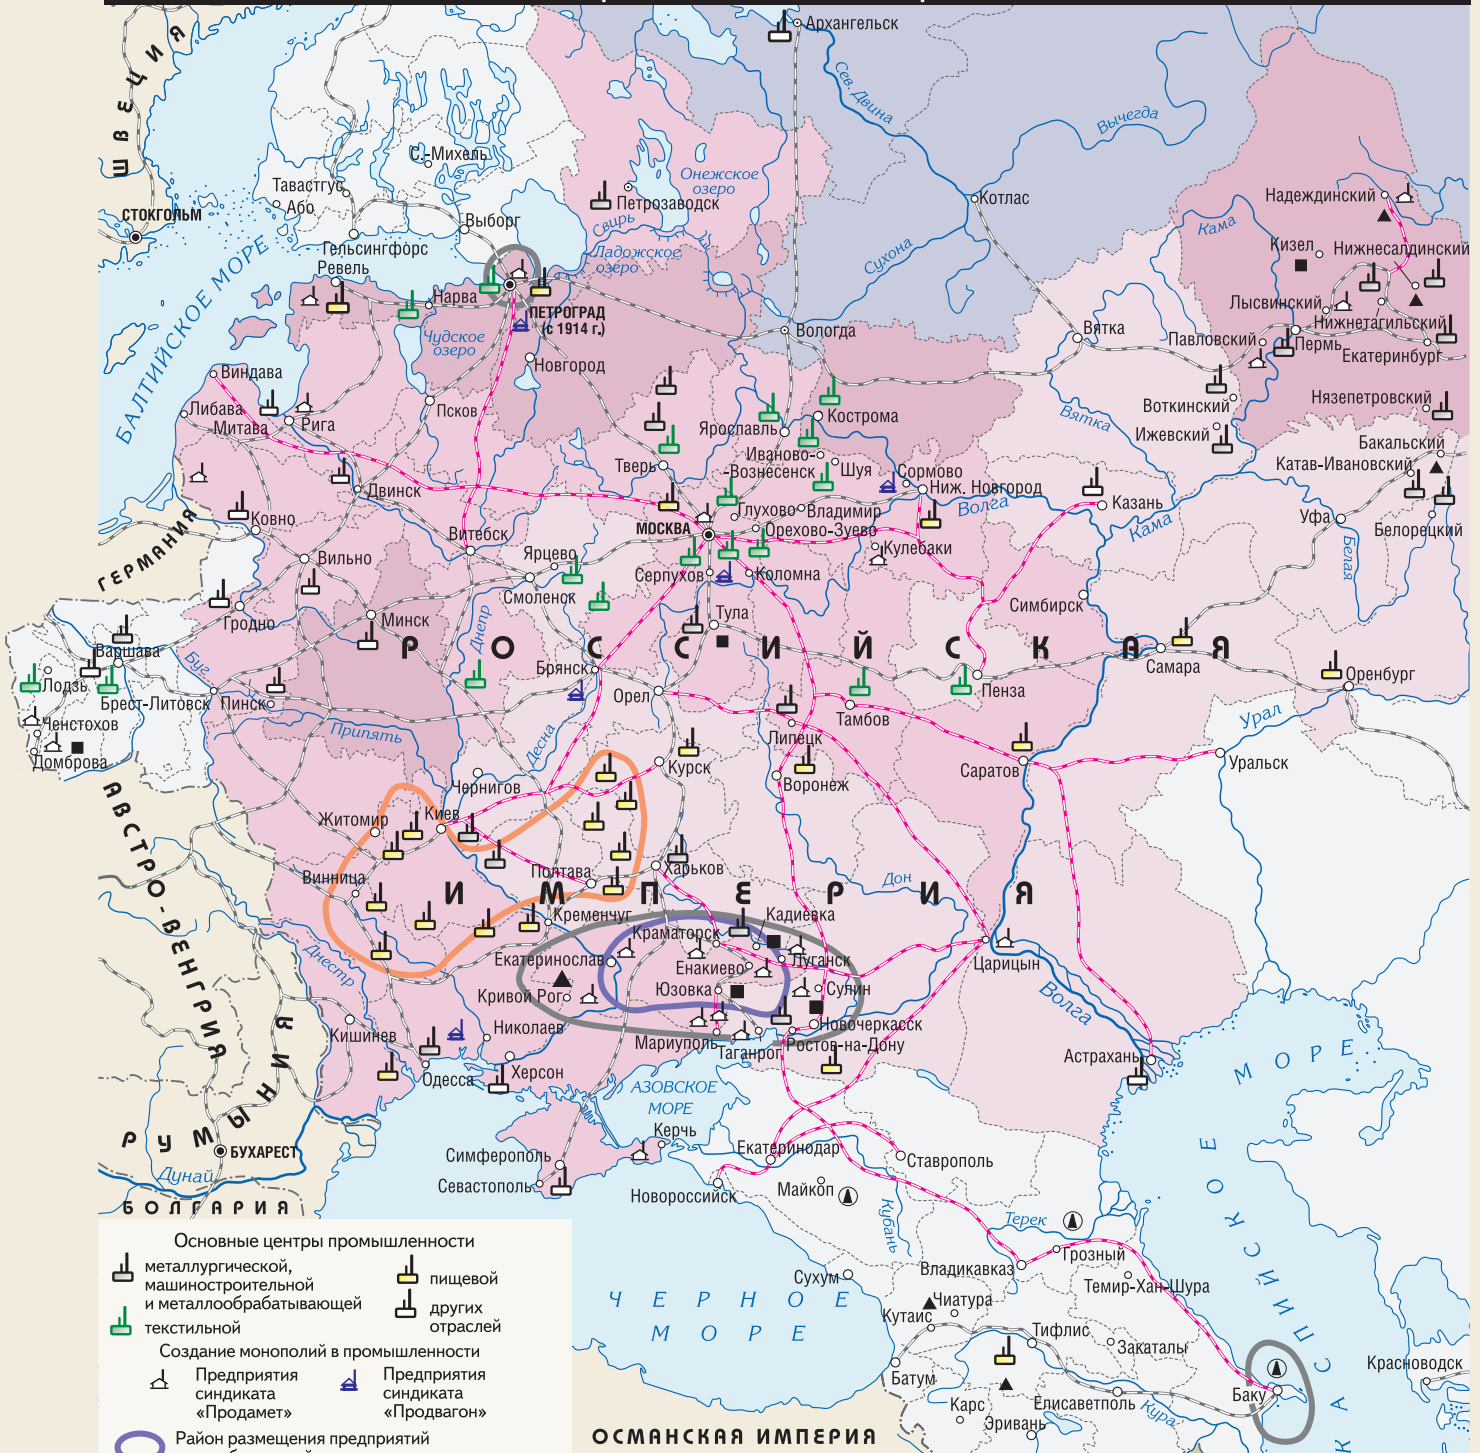 Архангельск
ШВЕЦИЯ
Сев. Двина
Вычегда
С.-Михель
Онежское
озеро
Тавастгус
Або
Петрозаводск
Котлас
Надеждинский
СТОКГОЛЬМ
Выборг
Свирь
Кама
Гельсингфорс
Ладожское
озеро
Сухона
Кизел
Нижнесалдинский
Ревель
БАЛТИЙСКОЕ МОРЕ
Нарва
ПЕТРОГРАД
(с 1914 г.)
Лысвинский
Чудское
озеро
Вологда
Вятка
Нижнетагильский
Павловский
Пермь
Екатеринбург
Виндава
Новгород
Либава
Митава
Рига
Псков
Кострома
Вятка
Воткинский
Нязепетровский
Ярославль
Ижевский
Бакальский
Иваново-
-Вознесенск
Шуя
Тверь
Сормово
Катав-Ивановский
Двинск
Ниж. Новгород
Волга
Казань
Глухово
Владимир
Уфа
Белорецкий
Ковно
МОСКВА
Орехово-Зуево
Кама
ГЕРМАНИЯ
Витебск
Ярцево
Кулебаки
Белая
Вильно
Серпухов
Коломна
Смоленск
Симбирск
Гродно
Минск
Днепр
Тула
РОССИЙСКАЯ
Варшава
Буг
Брянск
Самара
Лодзь
Оренбург
Брест-Литовск
Пинск
Орел
Пенза
Ченстохов
Припять
Десна
Тамбов
Урал
Домброва
Липецк
Курск
Саратов
Уральск
Чернигов
Воронеж
АВСТРО-ВЕНГРИЯ
Житомир
Киев
Винница
Полтава
Харьков
Дон
ИМПЕРИЯ
Кременчуг
Кадиевка
Краматорск
Днестр
Екатеринослав
Луганск
Енакиево
Царицын
Юзовка
Сулин
Кривой Рог
Волга
Кишинев
Николаев
Новочеркасск
Мариуполь
Таганрог
Ростов-на-Дону
Астрахань
Одесса
Херсон
АЗОВСКОЕ
МОРЕ
РУМЫНИЯ
Керчь
БУХАРЕСТ
Екатеринодар
Симферополь
Ставрополь
Дунай
Севастополь
Новороссийск
Майкоп
БОЛГАРИЯ
Кубань
Терек
Грозный
Владикавказ
Сухум
Темир-Хан-Шура
ЧЕРНОЕ
МОРЕ
Чиатура
Кутаис
Тифлис
Закаталы
Батум
Баку
Красноводск
Карс
Елисаветполь
Кура
Эривань
КАСПИЙСКОЕ МОРЕ
ОСМАНСКАЯ ИМПЕРИЯ
Основные центры промышленности
металлургической,
машиностроительной
и металлообрабатывающей
пищевой
текстильной
других
отраслей
Создание монополий в промышленности
Предприятия
синдиката
«Продамет»
Предприятия
синдиката
«Продвагон»
Район размещения предприятий